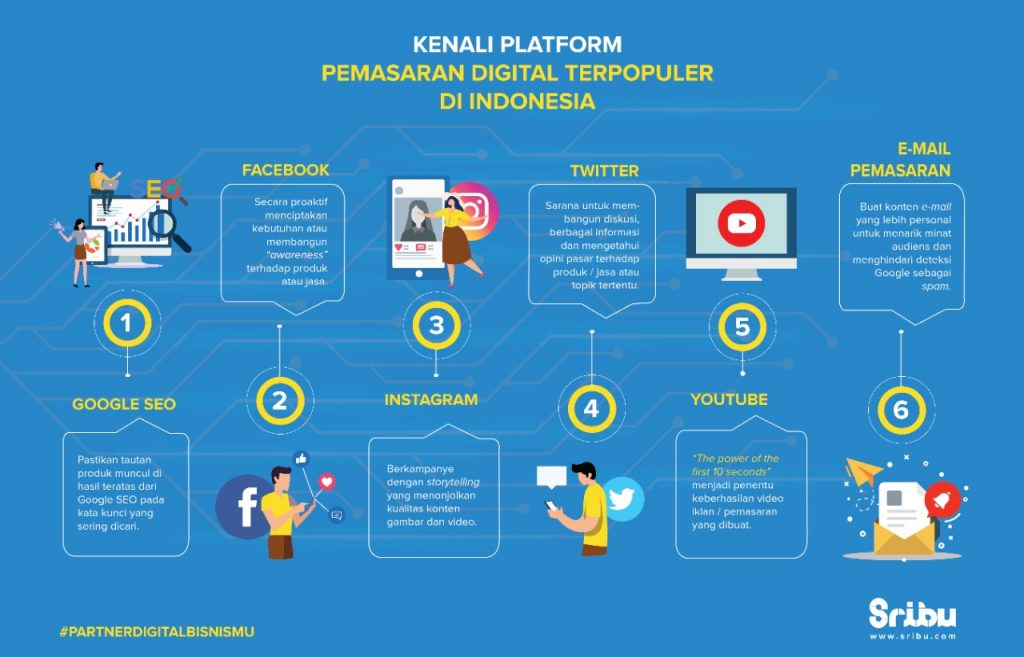 KENALI PLATFORM
PEMASARAN DIGITAL TERPOPULER
DI INDONESIA
SEO
1
GOOGLE SEO
Pastikan tautan
produk muncul di
hasil teratas dari
Google SEO pada
kata kunci yang
sering dicari.
FACEBOOK
Secara proaktif
menciptakan
kebutuhan atau
membangun
"awareness"
terhadap produk
atau jasa.
2
f
3
INSTAGRAM
Berkampanye
dengan storytelling
yang menonjolkan
kualitas konten
gambar dan video.
TWITTER
Sarana untuk mem-
bangun diskusi,
berbagai informasi
dan mengetahui
opini pasar terhadap
produk / jasa atau
topik tertentu.
4
5
YOUTUBE
"The power of the
first 10 seconds"
menjadi penentu
keberhasilan video
iklan / pemasaran
yang dibuat.
E-MAIL
PEMASARAN
Buat konten e-mail
yang lebih personal
untuk menarik minat
audiens dan
menghindari deteksi
Google sebagai
spam.
6
#PARTNERDIGITALBISNISMU
Sribu
www.sribu.com